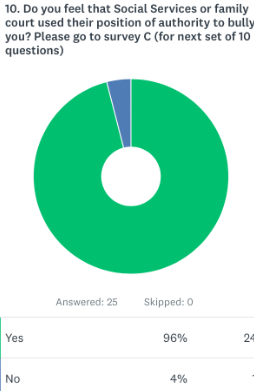 10. Do you feel that Social Services or family
court used their position of authority to bully
you? Please go to survey C (for next set of 10
questions)
Answered: 25 Skipped: 0
Yes 96% 24
No 4%